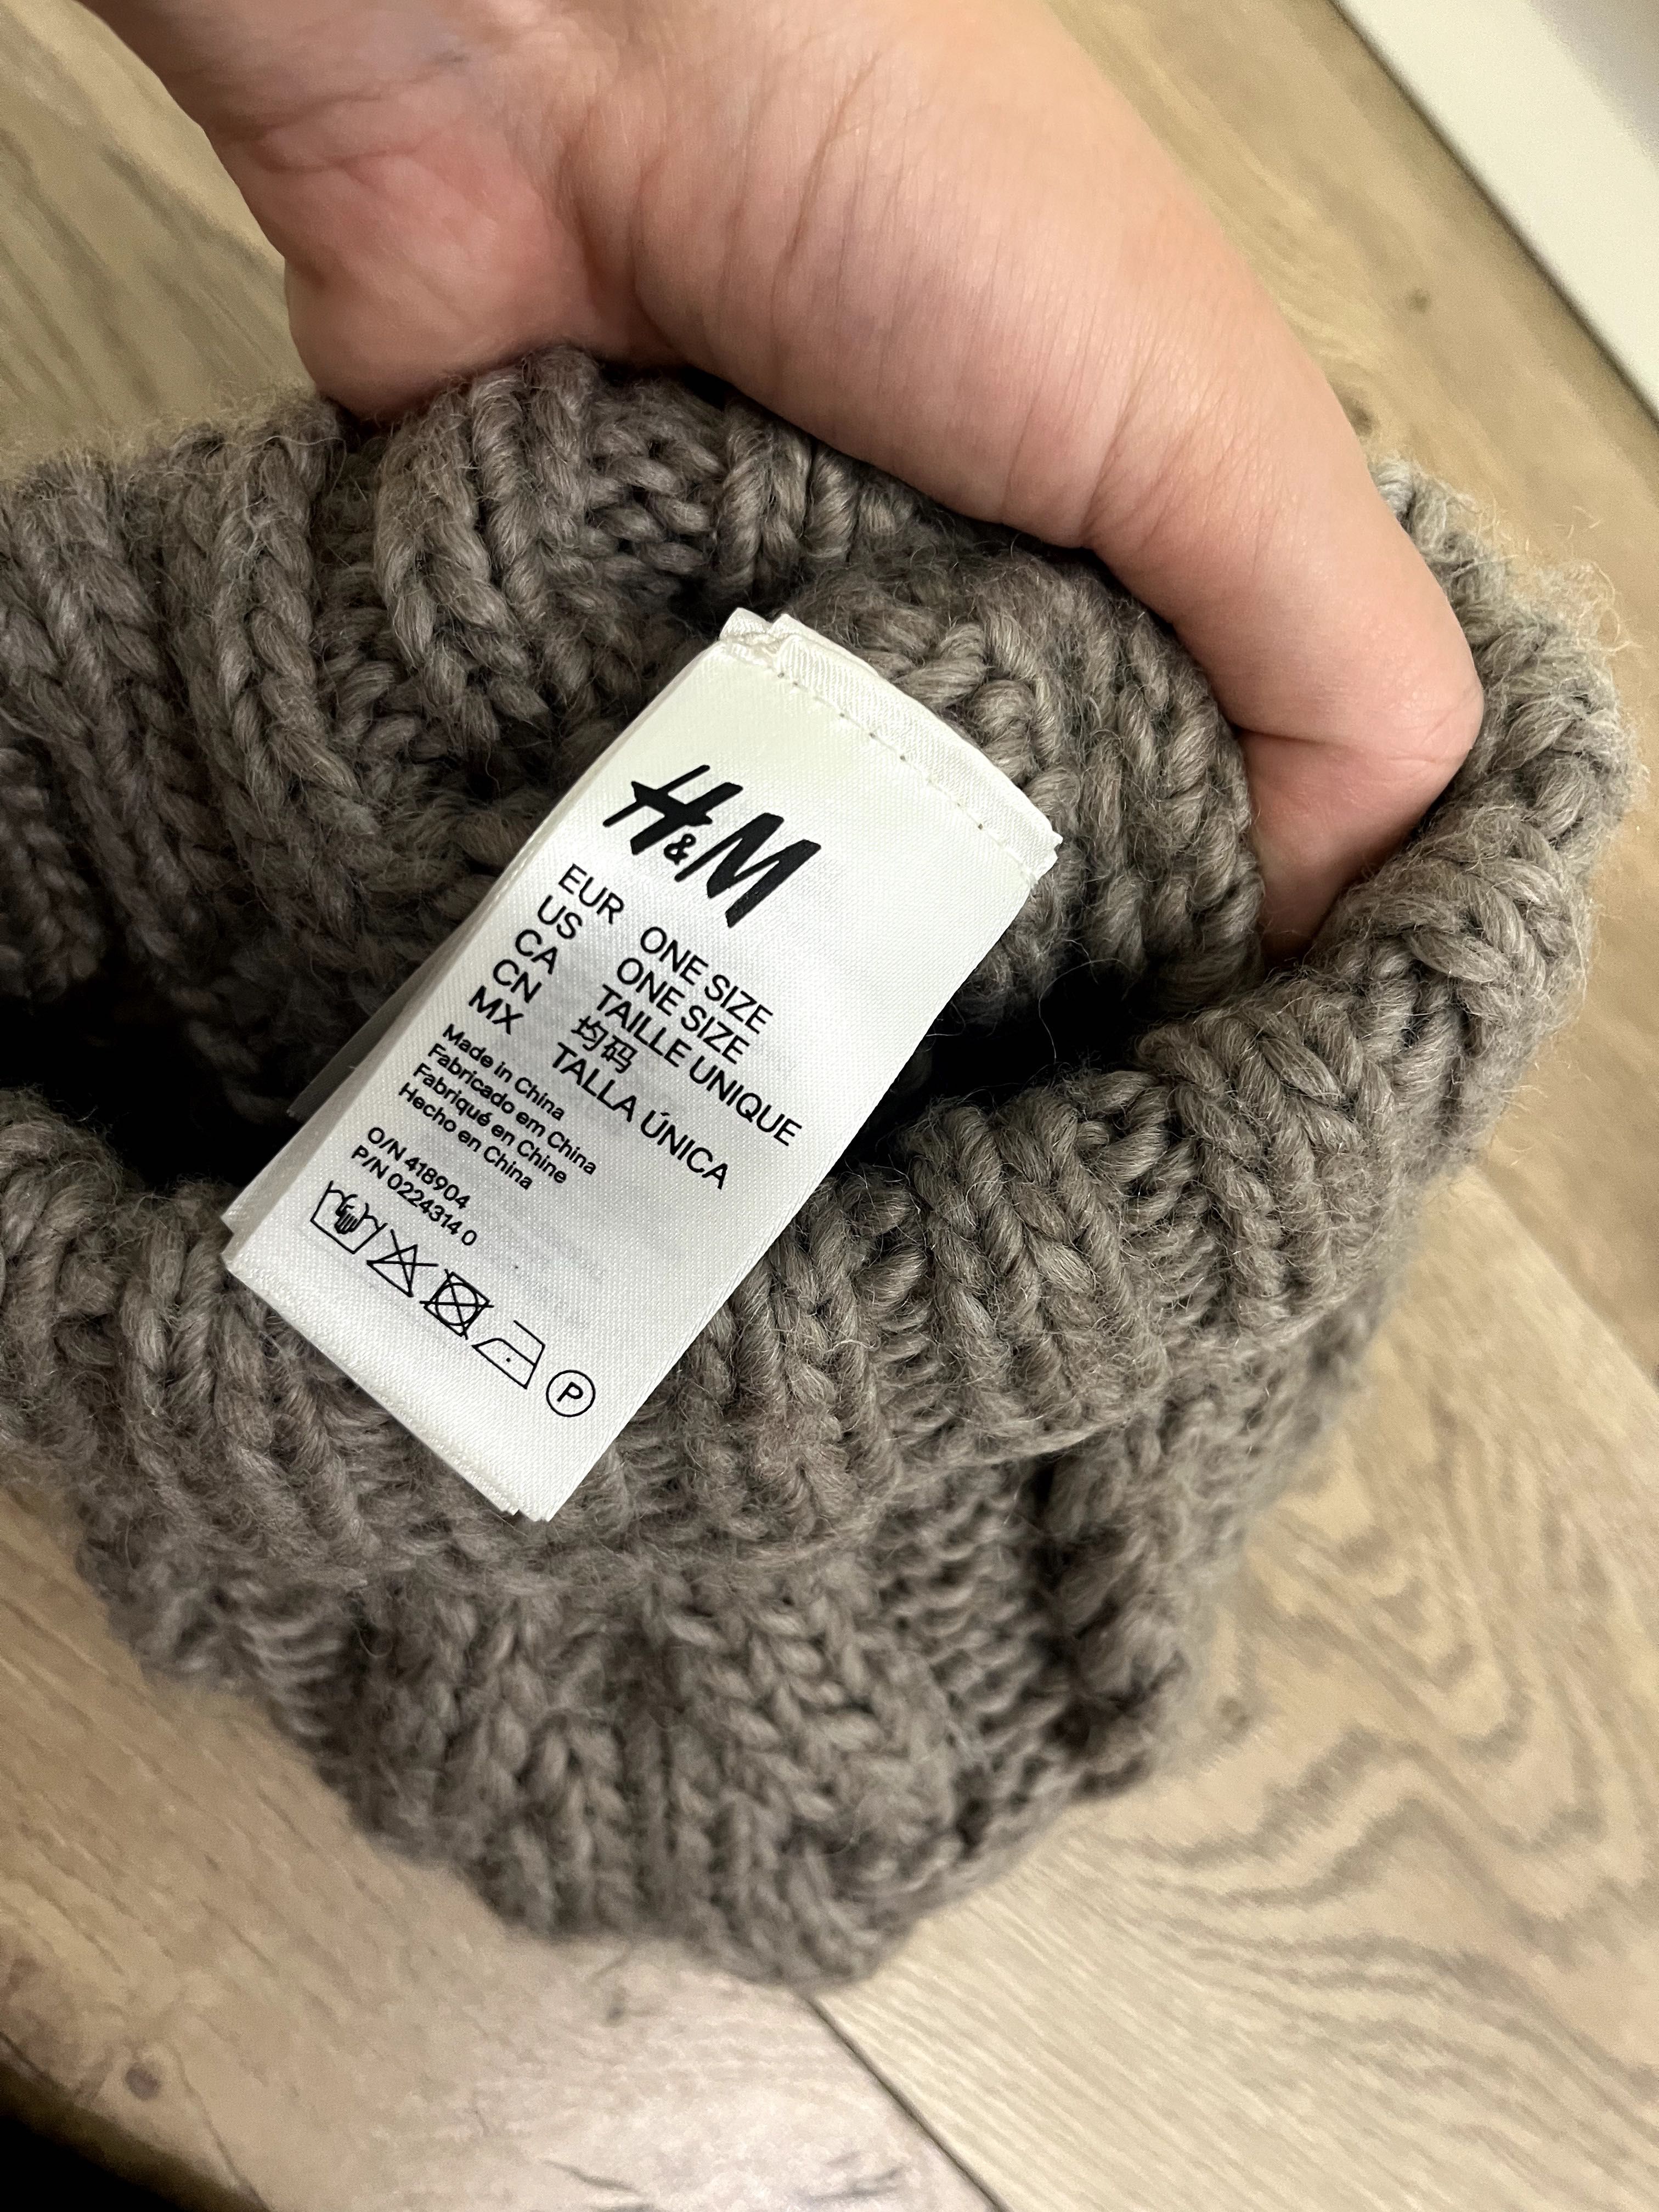 H&M
EUR ONE SIZE
US ONE SIZE
CA TAILLE UNIQUE
CN 均码
MX TALLA ÚNICA
Made in China
Fabricado em China
Fabriqué en Chine
Hecho en China
O/N 418904
P/N 0224314 0
P